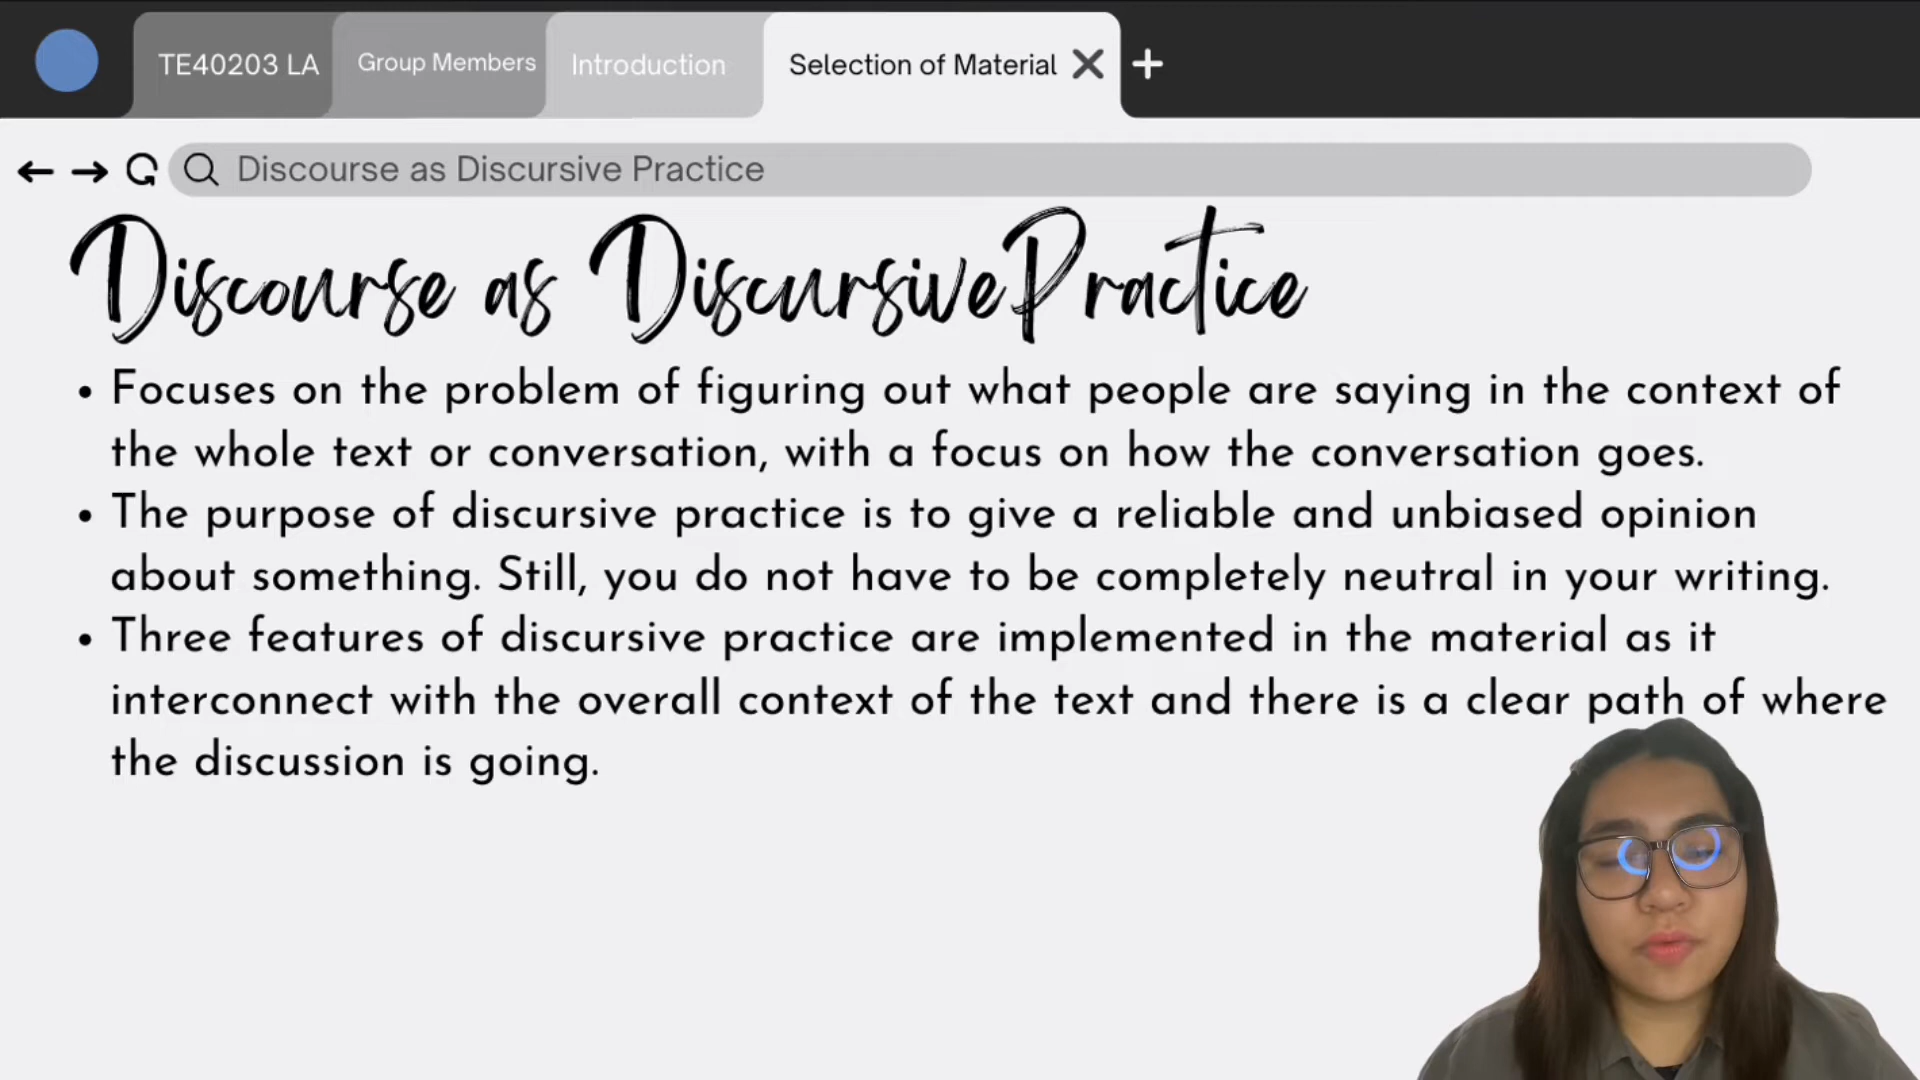 TE40203 LA
Group Members
Introduction
Selection of Material
Discourse as Discursive Practice
Discourse as Discursive Practice
• Focuses on the problem of figuring out what people are saying in the context of
the whole text or conversation, with a focus on how the conversation goes.
• The purpose of discursive practice is to give a reliable and unbiased opinion
about something. Still, you do not have to be completely neutral in your writing.
• Three features of discursive practice are implemented in the material as it
interconnect with the overall context of the text and there is a clear path of where
the discussion is going.